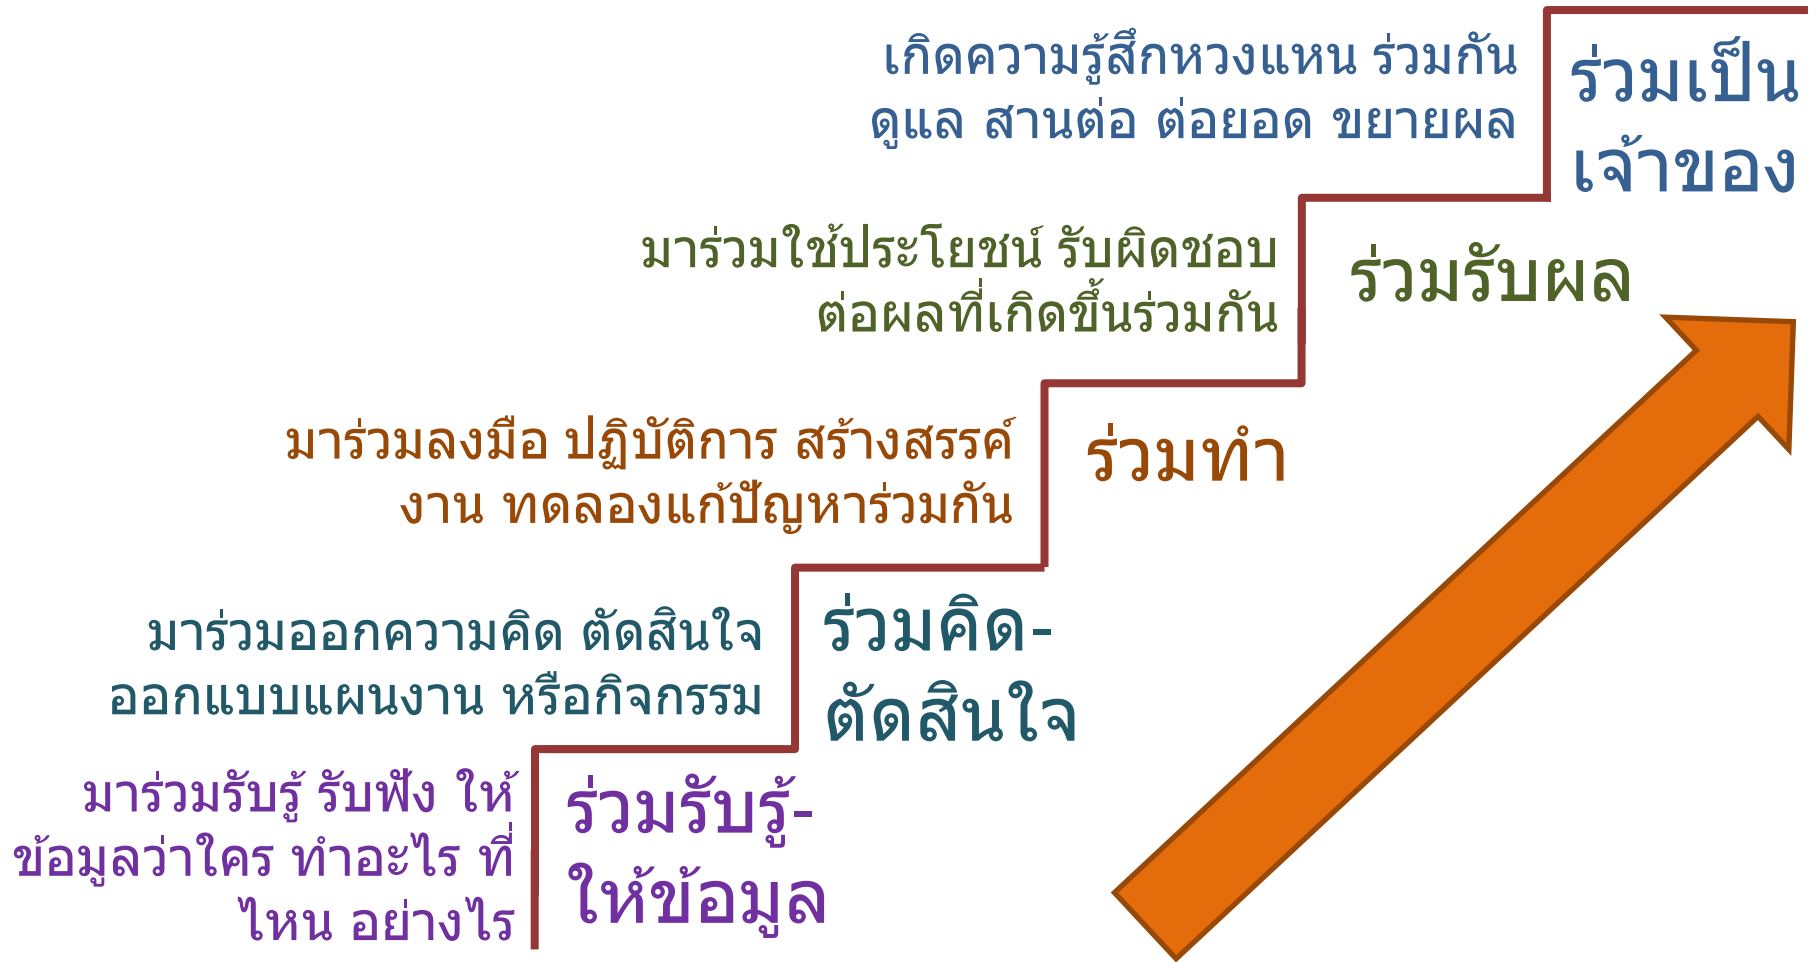 เกิดความรู้สึกหวงแหน ร่วมกัน
ดูแล สานต่อ ต่อยอด ขยายผล
ร่วมเป็น
เจ้าของ
มาร่วมใช้ประโยชน์ รับผิดชอบ
ต่อผลที่เกิดขึ้นร่วมกัน
ร่วมรับผล
มาร่วมลงมือ ปฏิบัติการ สร้างสรรค์
งาน ทดลองแก้ปัญหาร่วมกัน
ร่วมทำ
มาร่วมออกความคิด ตัดสินใจ
ออกแบบแผนงาน หรือกิจกรรม
ร่วมคิด-
ตัดสินใจ
มาร่วมรับรู้ รับฟัง ให้
ข้อมูลว่าใคร ทำอะไร ที่
ไหน อย่างไร
ร่วมรับรู้-
ให้ข้อมูล